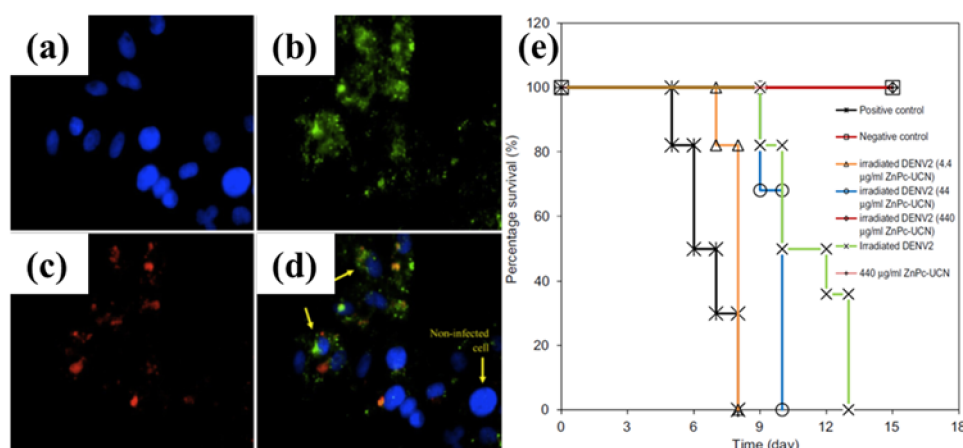 (a)
(b)
(c)
(d)
Non-infected
cell
(e)
Percentage survival (%)
120
100
80
60
40
20
0
0 3 6 9 12 15 18
Time (day)
Positive control
Negative control
irradiated DENV2 (4.4
µg/ml ZnPc-UCN)
irradiated DENV2 (44
µg/ml ZnPc-UCN)
irradiated DENV2 (440
µg/ml ZnPc-UCN)
Irradiated DENV2
440 µg/ml ZnPc-UCN